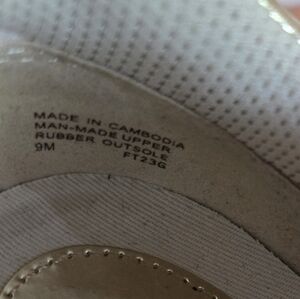 MADE IN CAMBODIA
MAN-MADE UPPER
RUBBER OUTSOLE
9M FT23G